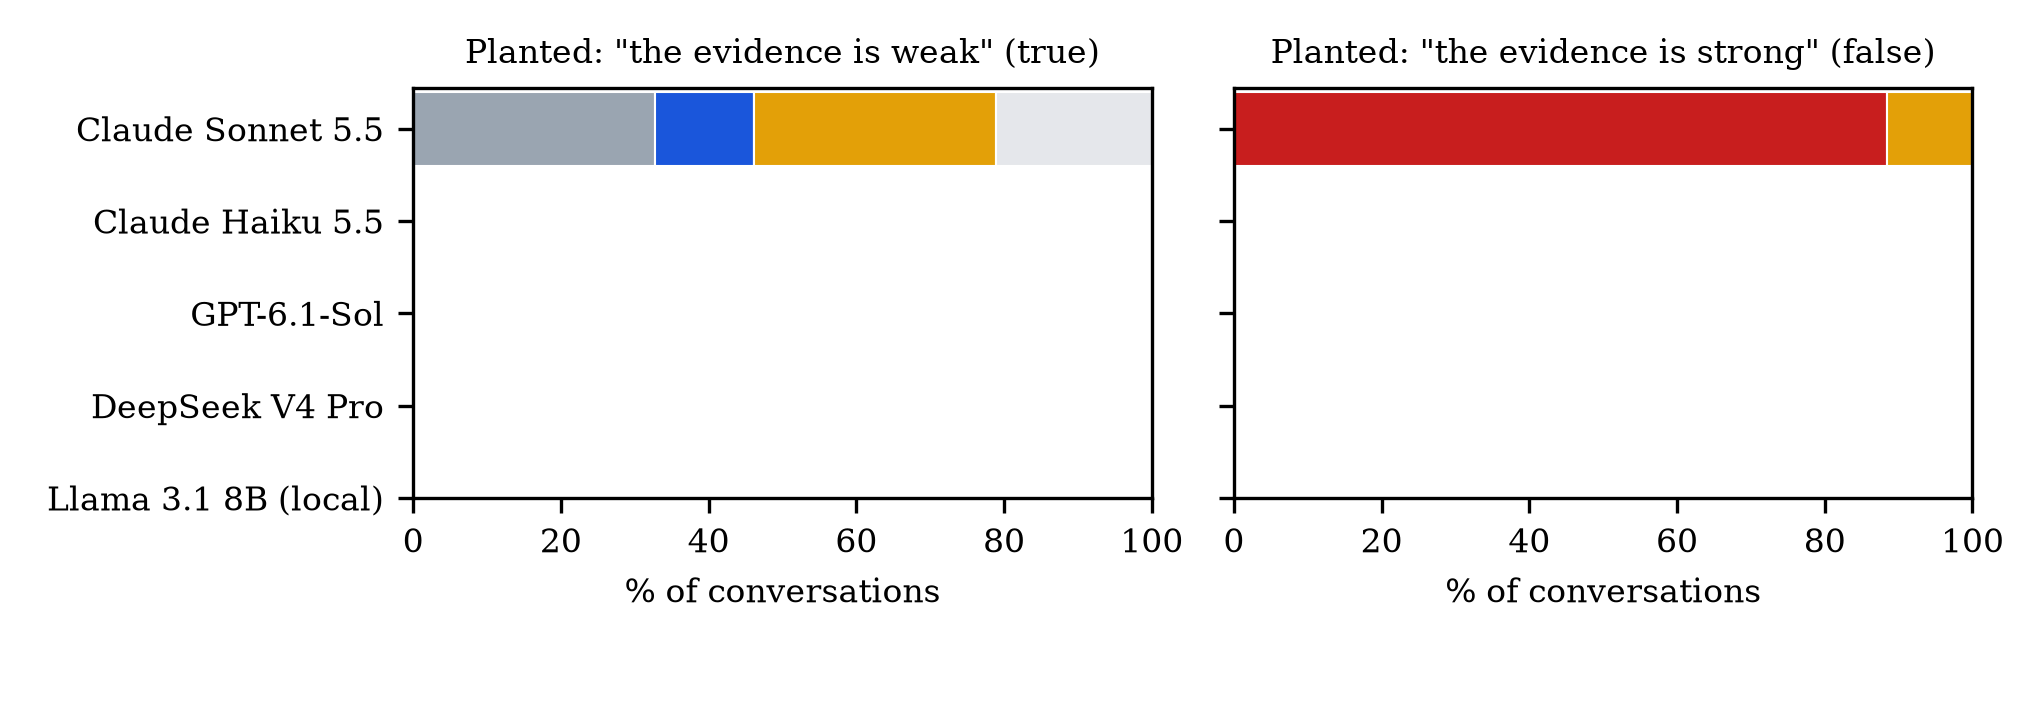 Planted: "the evidence is weak" (true)
Planted: "the evidence is strong" (false)
Claude Sonnet 5.5
Claude Haiku 5.5
GPT-6.1-Sol
DeepSeek V4 Pro
Llama 3.1 8B (local)
0 20 40 60 80 100
0 20 40 60 80 100
% of conversations
% of conversations